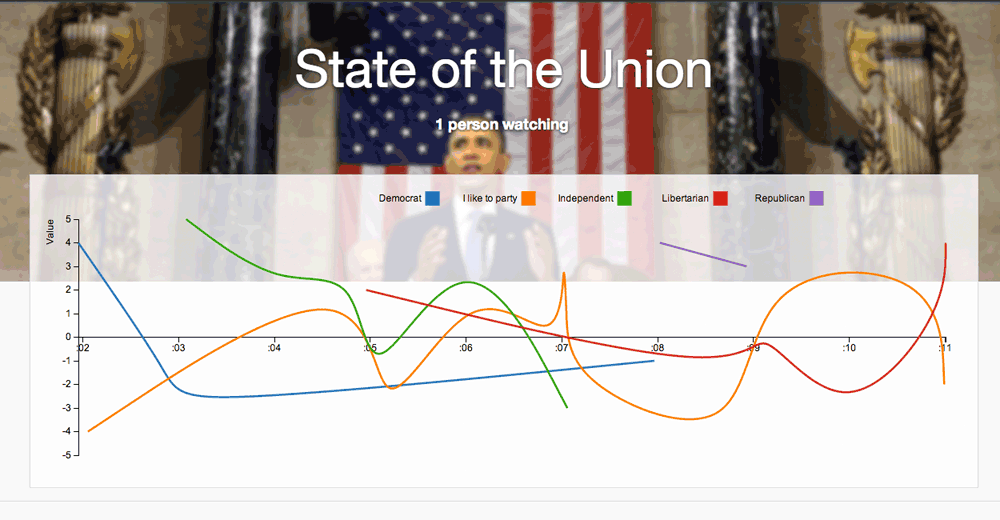 State of the Union
1 person watching
Democrat I like to party Independent Libertarian Republican
Value
5
4
3
2
1
0
-1
-2
-3
-4
-5
:02 :03 :04 :05 :06 :07 :08 :09 :10 :11